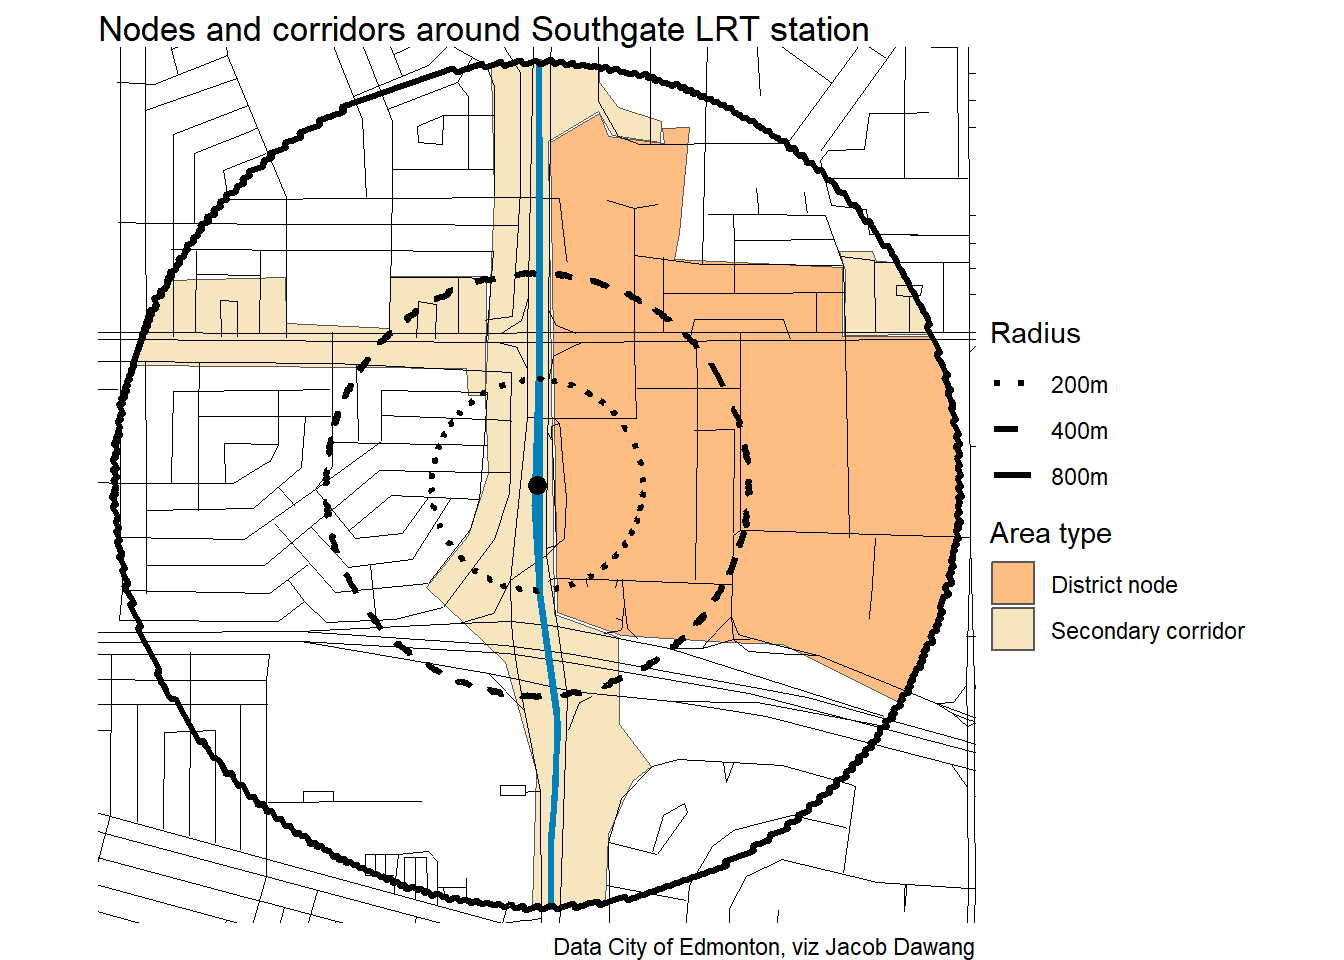 Nodes and corridors around Southgate LRT station
Radius
200m
400m
800m
Area type
District node
Secondary corridor
Data City of Edmonton, viz Jacob Dawang